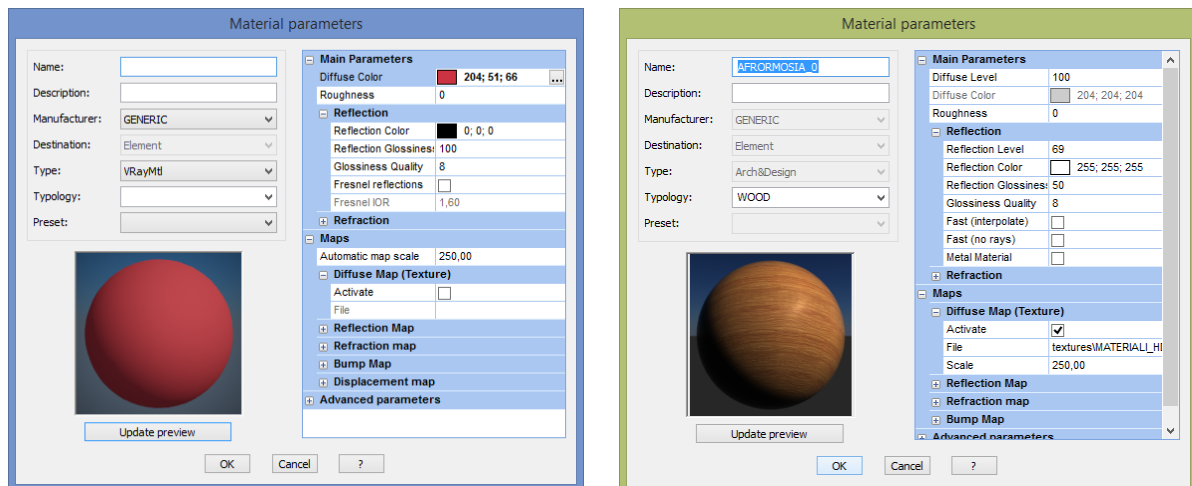 Material parameters
Name:
Description:
Manufacturer: GENERIC
Destination: Element
Type: VRayMtl
Typology:
Preset:
Update preview
Main Parameters
Diffuse Color 204; 51; 66 ...
Roughness 0
Reflection
Reflection Color 0; 0; 0
Reflection Glossines: 100
Glossiness Quality 8
Fresnel reflections
Fresnel IOR 1,60
Refraction
Maps
Automatic map scale 250,00
Diffuse Map (Texture)
Activate
File
Reflection Map
Refraction map
Bump Map
Displacement map
Advanced parameters
OK Cancel ?
Material parameters
Name: AFRORMOSIA_0
Description:
Manufacturer: GENERIC
Destination: Element
Type: Arch&Design
Typology: WOOD
Preset:
Update preview
Main Parameters
Diffuse Level 100
Diffuse Color 204; 204; 204
Roughness 0
Reflection
Reflection Level 69
Reflection Color 255; 255; 255
Reflection Glossines: 50
Glossiness Quality 8
Fast (interpolate)
Fast (no rays)
Metal Material
Refraction
Maps
Diffuse Map (Texture)
Activate
File textures\MATERIALI_HI
Scale 250,00
Reflection Map
Refraction map
Bump Map
Advanced parameters
OK Cancel ?